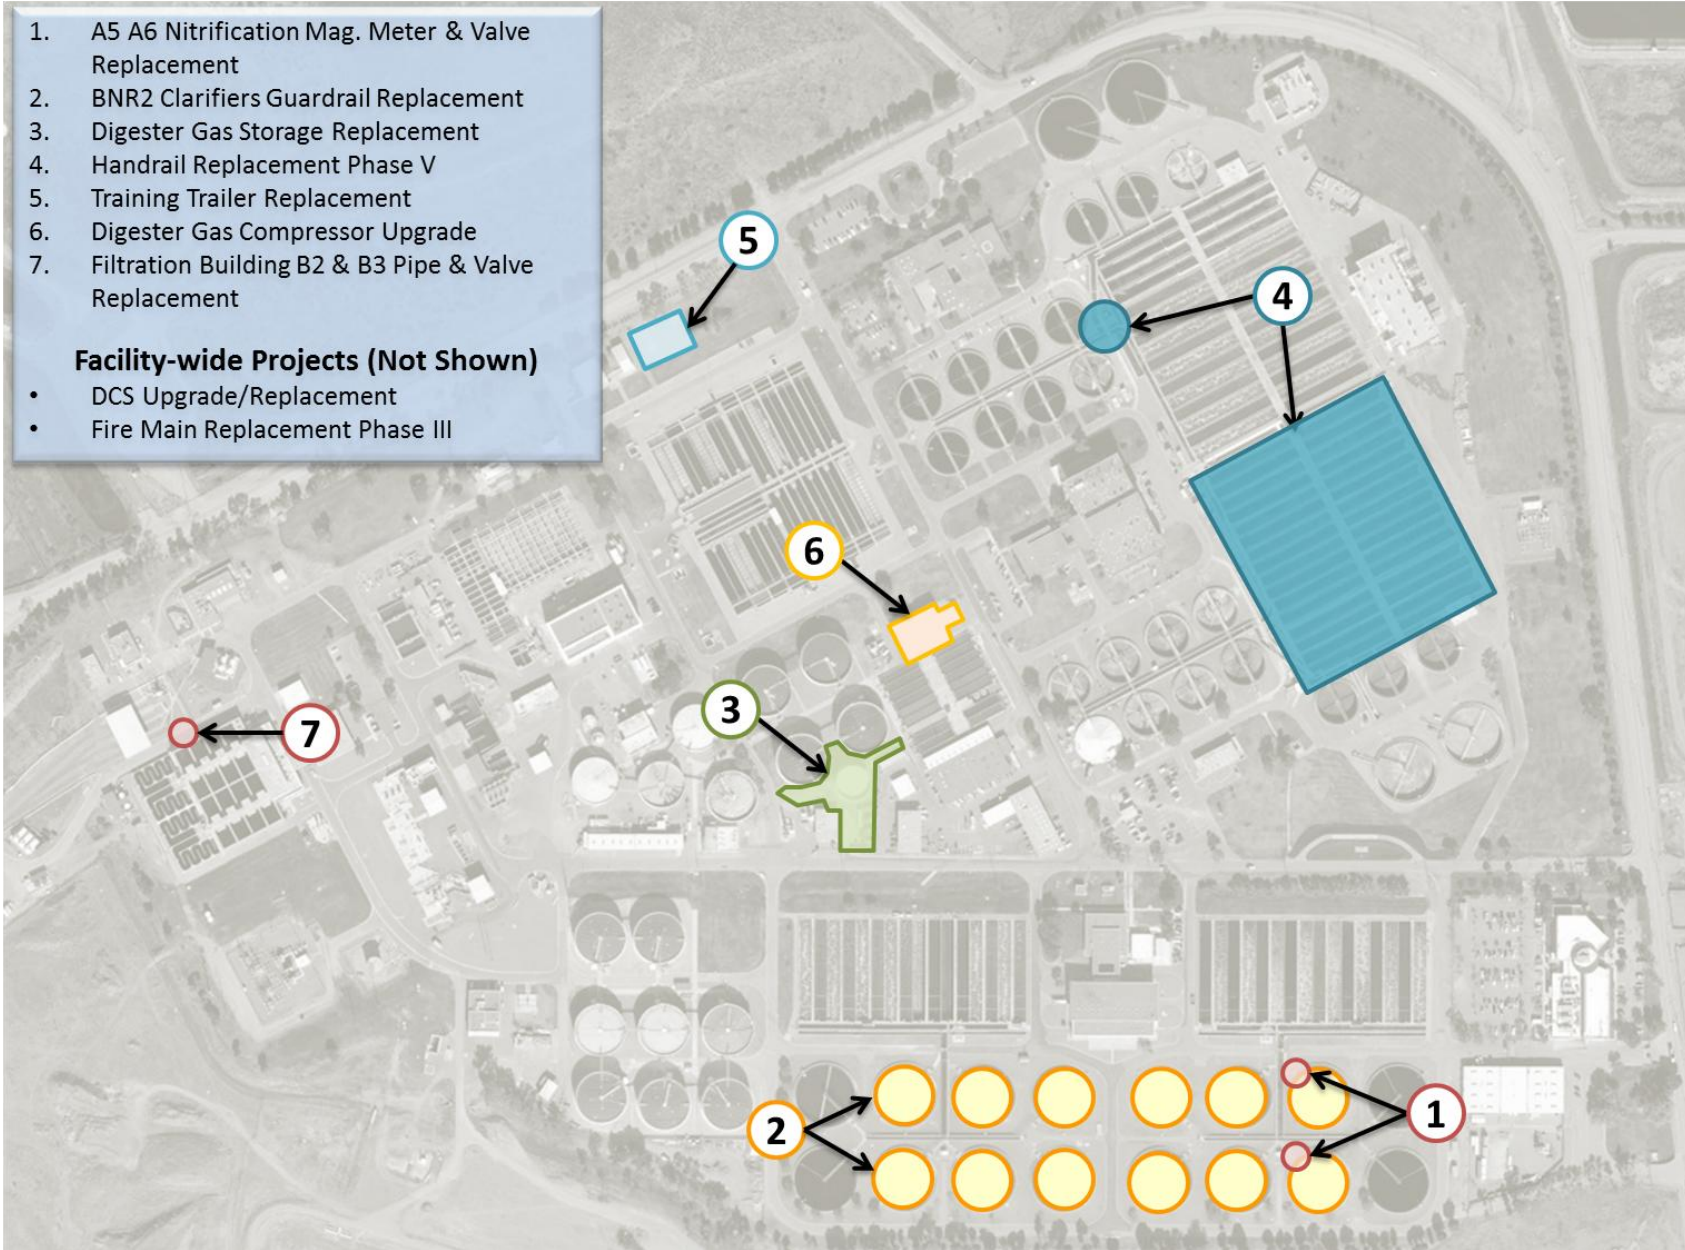 1. A5 A6 Nitrification Mag. Meter & Valve
Replacement
2. BNR2 Clarifiers Guardrail Replacement
3. Digester Gas Storage Replacement
4. Handrail Replacement Phase V
5. Training Trailer Replacement
6. Digester Gas Compressor Upgrade
7. Filtration Building B2 & B3 Pipe & Valve
Replacement
Facility-wide Projects (Not Shown)
• DCS Upgrade/Replacement
• Fire Main Replacement Phase III
5
4
6
3
7
2
1